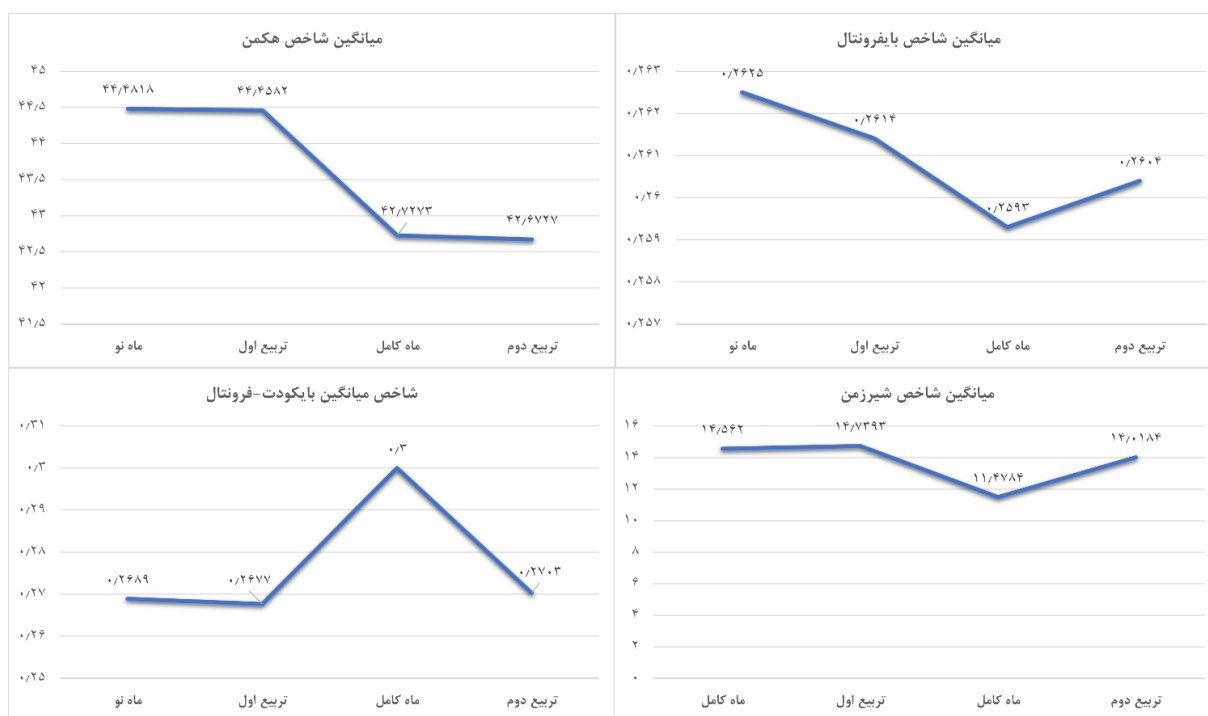 میانگین شاخص هکمن
۴۵
۴۴٫۵
۴۴
۴۳٫۵
۴۳
۴۲٫۵
۴۲
۴۱٫۵
۴۴٫۴۸۱۸
۴۴٫۴۵۸۲
۴۲٫۷۲۷۳
۴۲٫۶۷۲۷
ماه نو
تربیع اول
ماه کامل
تربیع دوم
میانگین شاخص بایفرونتال
۰٫۲۶۳
۰٫۲۶۲
۰٫۲۶۱
۰٫۲۶
۰٫۲۵۹
۰٫۲۵۸
۰٫۲۵۷
۰٫۲۶۲۵
۰٫۲۶۱۴
۰٫۲۵۹۳
۰٫۲۶۰۴
ماه نو
تربیع اول
ماه کامل
تربیع دوم
شاخص میانگین بایکودت-فرونتال
۰٫۳۱
۰٫۳
۰٫۲۹
۰٫۲۸
۰٫۲۷
۰٫۲۶
۰٫۲۵
۰٫۲۶۸۹
۰٫۲۶۷۷
۰٫۳
۰٫۲۷۰۳
ماه نو
تربیع اول
ماه کامل
تربیع دوم
میانگین شاخص شیرزمن
۱۶
۱۴
۱۲
۱۰
۸
۶
۴
۲
۰
۱۴٫۵۶۲
۱۴٫۷۳۹۳
۱۱٫۴۷۸۴
۱۴٫۰۱۸۴
ماه کامل
تربیع اول
ماه کامل
تربیع دوم